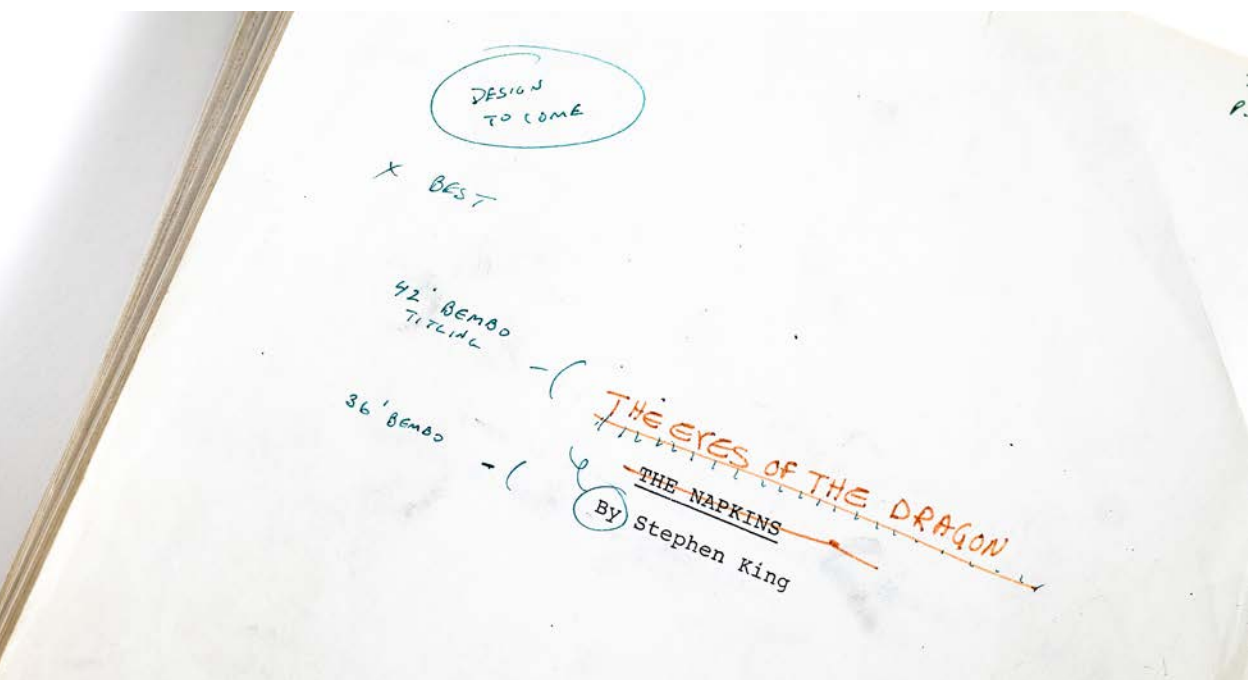 DESIGN
TO COME
X BEST
42' BEMBO
TITLING
THE EYES OF THE DRAGON
36' BEMBO
THE NAPKINS
By Stephen King